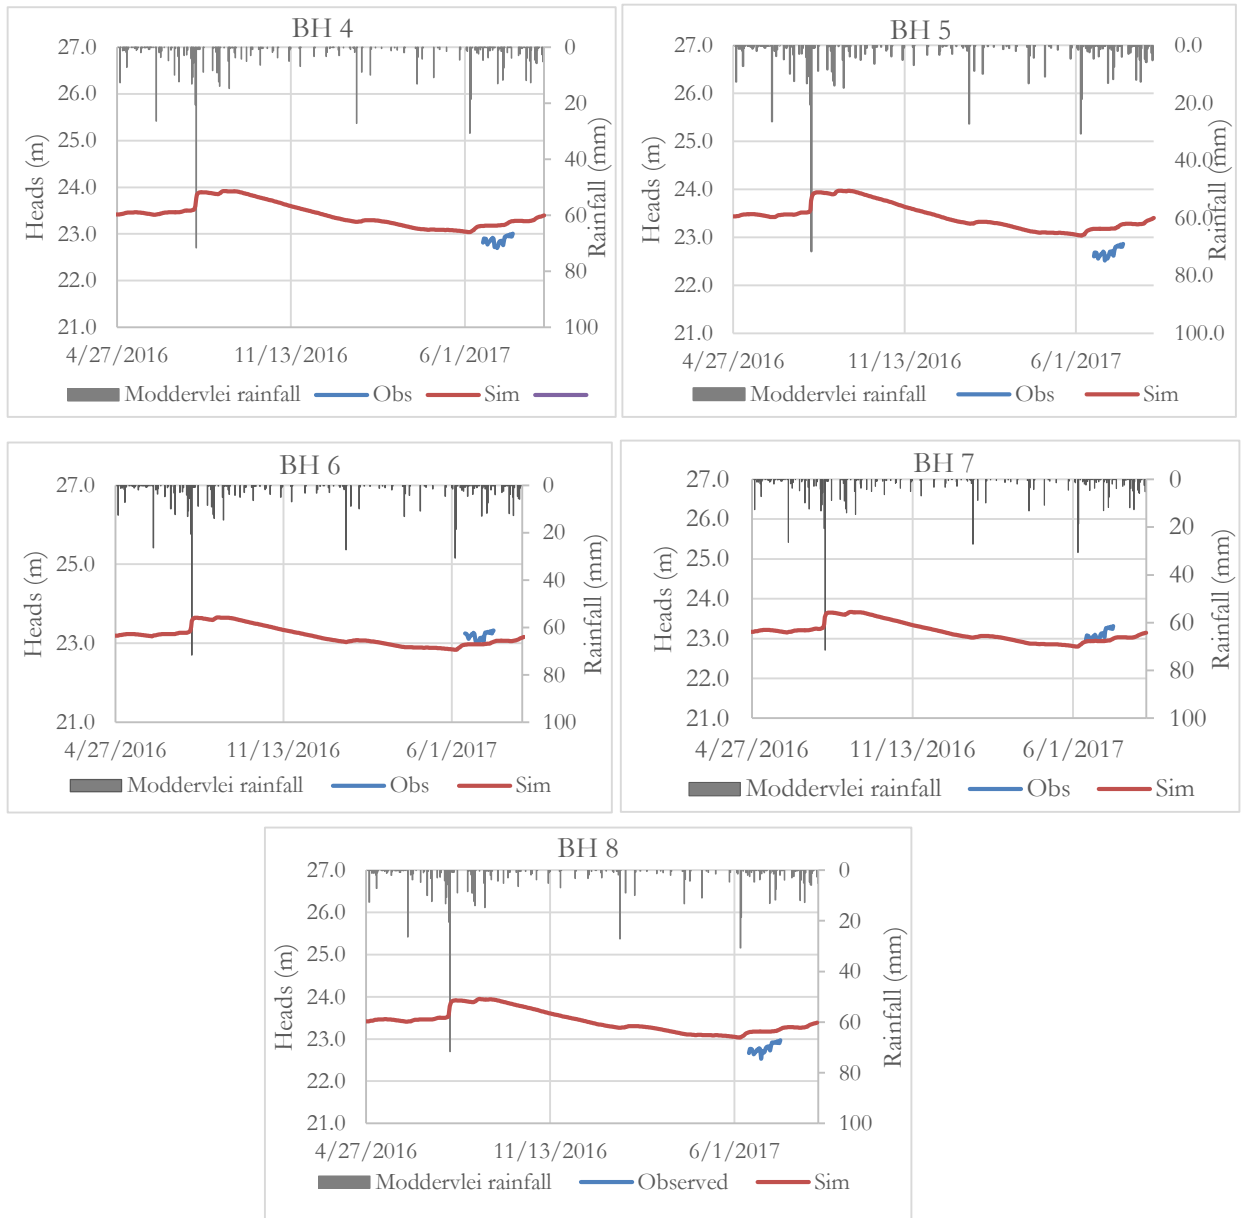 BH 4
27.0
26.0
25.0
24.0
23.0
22.0
21.0
Heads (m)
0
20
40
60
80
100
Rainfall (mm)
4/27/2016 11/13/2016 6/1/2017
Moddervlei rainfall Obs Sim
BH 5
27.0
26.0
25.0
24.0
23.0
22.0
21.0
Heads (m)
0.0
20.0
40.0
60.0
80.0
100.0
Rainfall (mm)
4/27/2016 11/13/2016 6/1/2017
Moddervlei rainfall Obs Sim
BH 6
27.0
25.0
23.0
21.0
Heads (m)
0
20
40
60
80
100
Rainfall (mm)
4/27/2016 11/13/2016 6/1/2017
Moddervlei rainfall Obs Sim
BH 7
27.0
26.0
25.0
24.0
23.0
22.0
21.0
Heads (m)
0
20
40
60
80
100
Rainfall (mm)
4/27/2016 11/13/2016 6/1/2017
Moddervlei rainfall Obs Sim
BH 8
27.0
26.0
25.0
24.0
23.0
22.0
21.0
Heads (m)
0
20
40
60
80
100
Rainfall (mm)
4/27/2016 11/13/2016 6/1/2017
Moddervlei rainfall Observed Sim